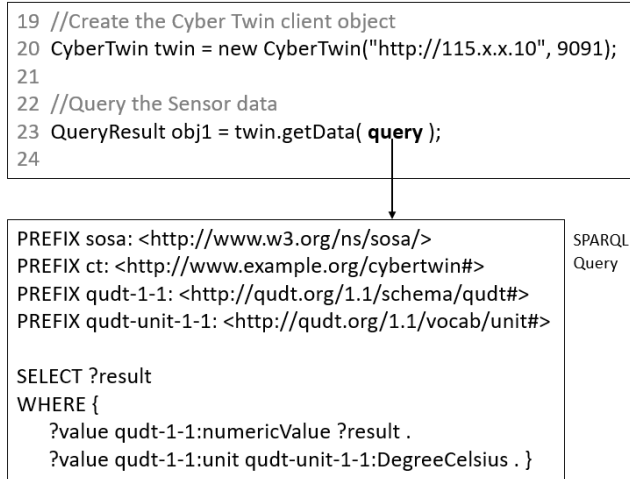 19 //Create the Cyber Twin client object
20 CyberTwin twin = new CyberTwin("http://115.x.x.10", 9091);
21
22 //Query the Sensor data
23 QueryResult obj1 = twin.getData( query );
24
PREFIX sosa: <http://www.w3.org/ns/sosa/>
PREFIX ct: <http://www.example.org/cybertwin#>
PREFIX qudt-1-1: <http://qudt.org/1.1/schema/qudt#>
PREFIX qudt-unit-1-1: <http://qudt.org/1.1/vocab/unit#>
SELECT ?result
WHERE {
?value qudt-1-1:numericValue ?result .
?value qudt-1-1:unit qudt-unit-1-1:DegreeCelsius . }
SPARQL
Query